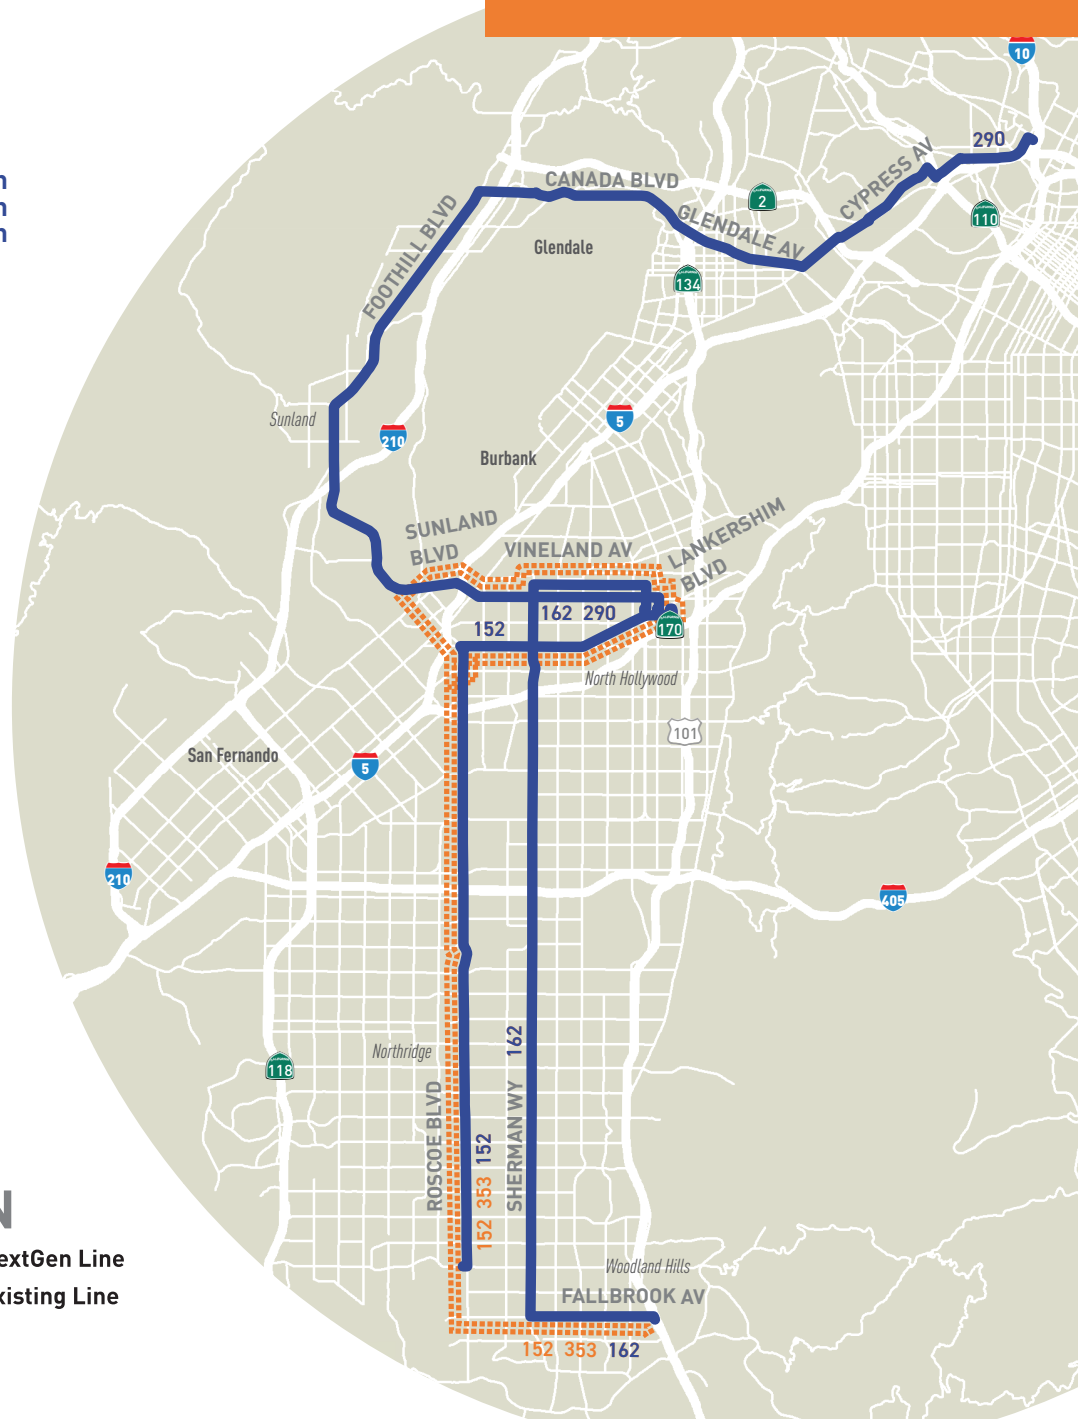 10
290
CANADA BLVD
CYPRESS AV
2
n
n
n
FOOTHILL BLVD
GLENDALE AV
110
Glendale
134
Sunland
5
210
Burbank
SUNLAND
BLVD
VINELAND AV
LANKERSHIM
BLVD
162 290
152
170
North Hollywood
101
San Fernando
5
210
405
162
Northridge
118
ROSCOE BLVD
152 353 152
SHERMAN WY
N
extGen Line
xisting Line
Woodland Hills
FALLBROOK AV
152 353 162